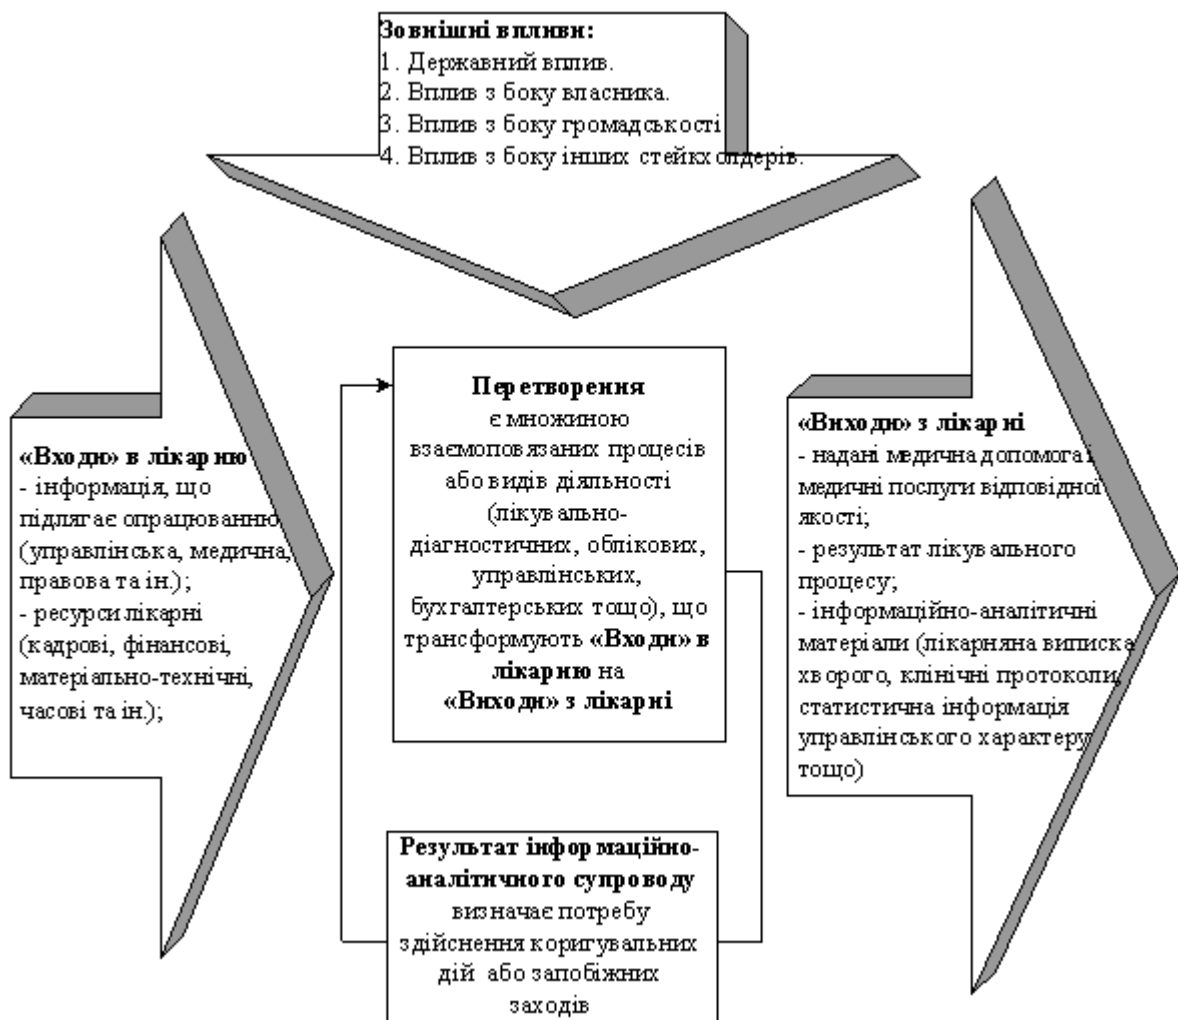 Зовнішні впливи:
1. Державний вплив.
2. Вплив з боку власника.
3. Вплив з боку громадськості
4. Вплив з боку інших стейкхолдерів.
«Входи» в лікарню
- інформація, що
підлягає опрацюванню
(управлінська, медична,
правова та ін.);
- ресурси лікарні
(кадрові, фінансові,
матеріально-технічні,
часові та ін.);
Перетворення
є множиною
взаємоповязаних процесів
або видів діяльності
(лікувально-
діагностичних, облікових,
управлінських,
бухгалтерських тощо), що
трансформують «Входи» в
лікарню на
«Виходи» з лікарні
«Виходи» з лікарні
- надані медична допомога і
медичні послуги відповідної
якості;
- результат лікувального
процесу;
- інформаційно-аналітичні
матеріали (лікарняна виписка
хворого, клінічні протоколи,
статистична інформація
управлінського характеру
тощо)
Результат інформаційно-
аналітичного супроводу
визначає потребу
здійснення коригувальних
дій або запобіжних
заходів